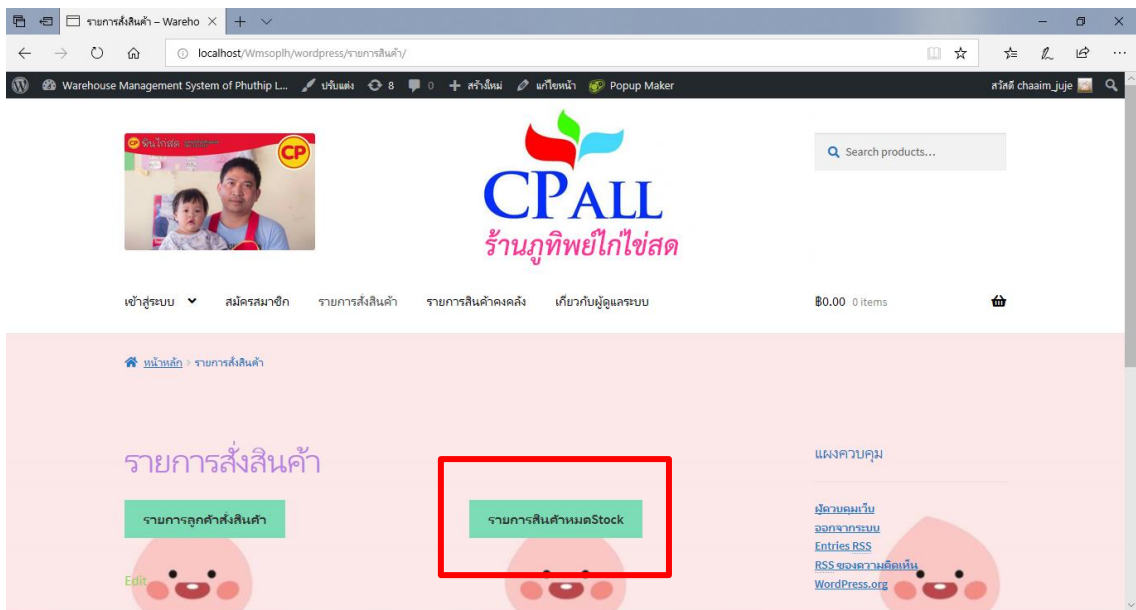 รายการสั่งสินค้า – Wareho
localhost/Wmsoplh/wordpress/รายการสินค้า/
Warehouse Management System of Phuthip L... ปรับแต่ง 8 0 สร้างใหม่ แก้ไขหน้า Popup Maker สวัสดี chaaim_juje
พินไก่สด
CP
CPALL
ร้านภูทิพย์ไก่ไข่สด
Search products...
เข้าสู่ระบบ สมัครสมาชิก รายการสั่งสินค้า รายการสินค้าคงคลัง เกี่ยวกับผู้ดูแลระบบ ฿0.00 0 items
หน้าหลัก › รายการสั่งสินค้า
รายการสั่งสินค้า
รายการลูกค้าสั่งสินค้า
รายการสินค้าหมดStock
Edit
แผงควบคุม
ผู้ควบคุมเว็บ
ออกจากระบบ
Entries RSS
RSS ของความคิดเห็น
WordPress.org